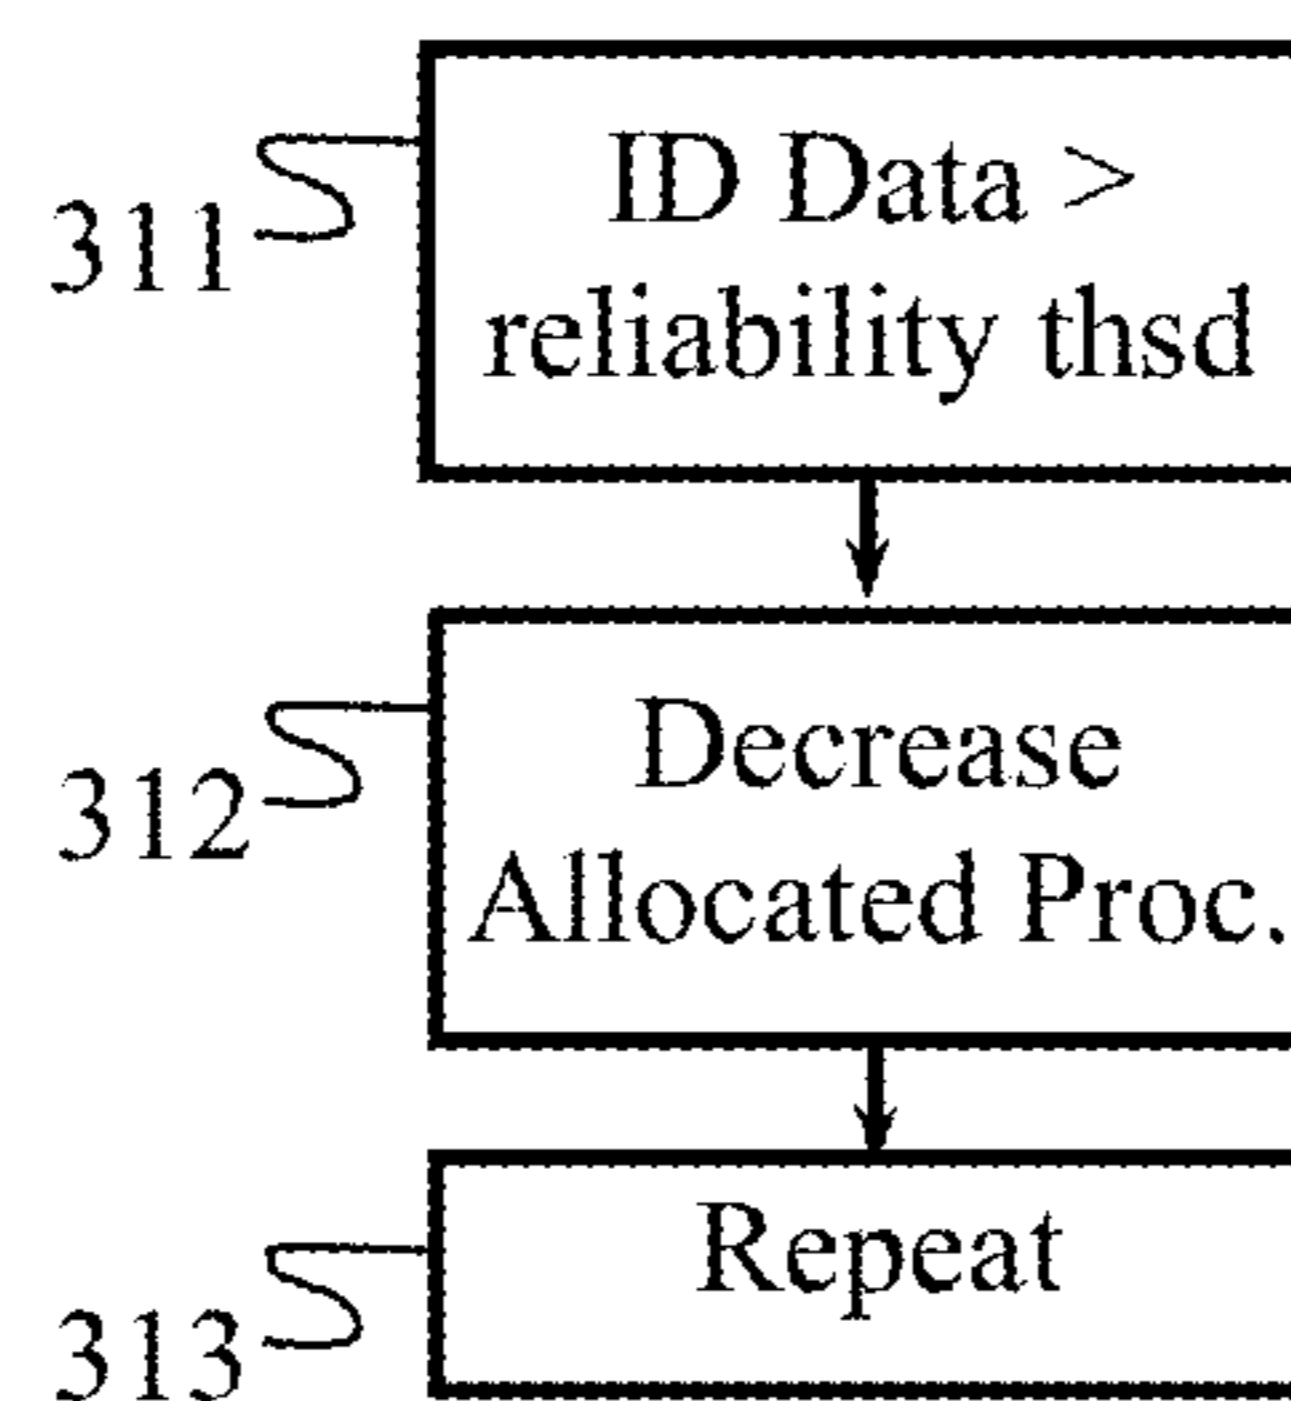 311
ID Data >
reliability thsd
312
Decrease
Allocated Proc.
313
Repeat